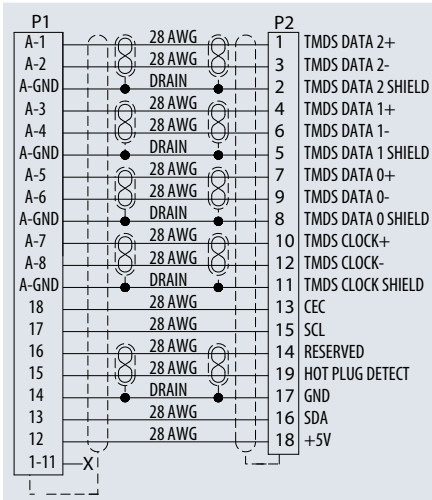 P1 P2
A-1 28 AWG 1 TMDS DATA 2+
A-2 28 AWG 3 TMDS DATA 2-
A-GND DRAIN 2 TMDS DATA 2 SHIELD
A-3 28 AWG 4 TMDS DATA 1+
A-4 28 AWG 6 TMDS DATA 1-
A-GND DRAIN 5 TMDS DATA 1 SHIELD
A-5 28 AWG 7 TMDS DATA 0+
A-6 28 AWG 9 TMDS DATA 0-
A-GND DRAIN 8 TMDS DATA 0 SHIELD
A-7 28 AWG 10 TMDS CLOCK+
A-8 28 AWG 12 TMDS CLOCK-
A-GND DRAIN 11 TMDS CLOCK SHIELD
18 28 AWG 13 CEC
17 28 AWG 15 SCL
16 28 AWG 14 RESERVED
15 28 AWG 19 HOT PLUG DETECT
14 DRAIN 17 GND
13 28 AWG 16 SDA
12 28 AWG 18 +5V
1-11 X